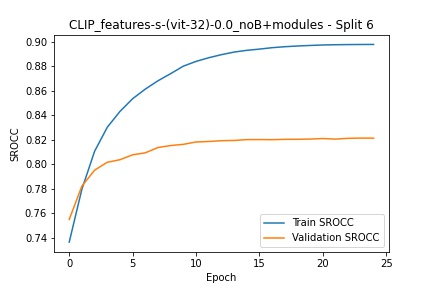 CLIP_features-s-(vit-32)-0.0_noB+modules - Split 6
0.90
0.88
0.86
0.84
0.82
0.80
0.78
0.76
0.74
SROCC
Train SROCC
Validation SROCC
0 5 10 15 20 25
Epoch